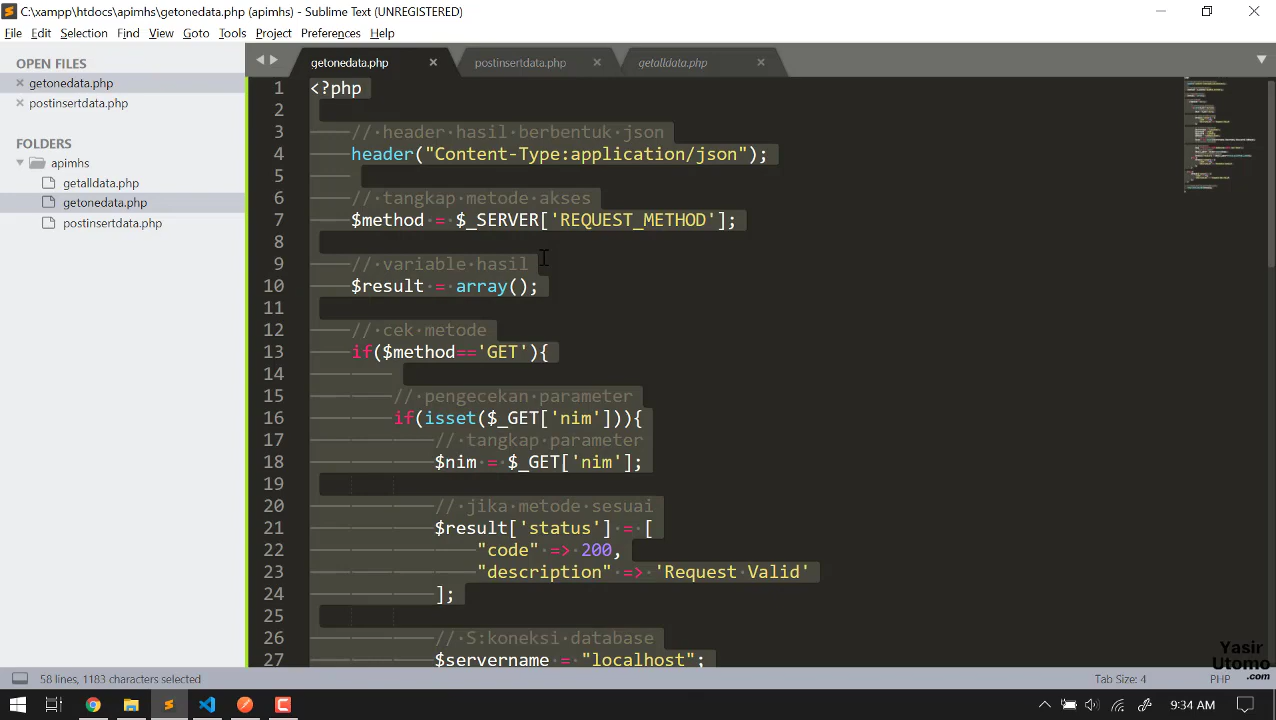 C:\xampp\htdocs\apimhs\getonedata.php (apimhs) - Sublime Text (UNREGISTERED)
File Edit Selection Find View Goto Tools Project Preferences Help
OPEN FILES
getonedata.php
postinsertdata.php
FOLDERS
apimhs
getalldata.php
getonedata.php
postinsertdata.php
getonedata.php postinsertdata.php getalldata.php
1 <?php
2
3 // header hasil berbentuk json
4 header("Content-Type:application/json");
5
6 // tangkap metode akses
7 $method = $_SERVER['REQUEST_METHOD'];
8
9 // variable hasil
10 $result = array();
11
12 // cek metode
13 if($method=='GET'){
14
15 // pengecekan parameter
16 if(isset($_GET['nim'])){
17 // tangkap parameter
18 $nim = $_GET['nim'];
19
20 // jika metode sesuai
21 $result['status'] = [
22 "code" => 200,
23 "description" => 'Request Valid'
24 ];
25
26 // S:koneksi database
27 $servername = "localhost";
Yasir
Utomo
.com
58 lines, 1183 characters selected
Tab Size: 4
PHP
9:34 AM